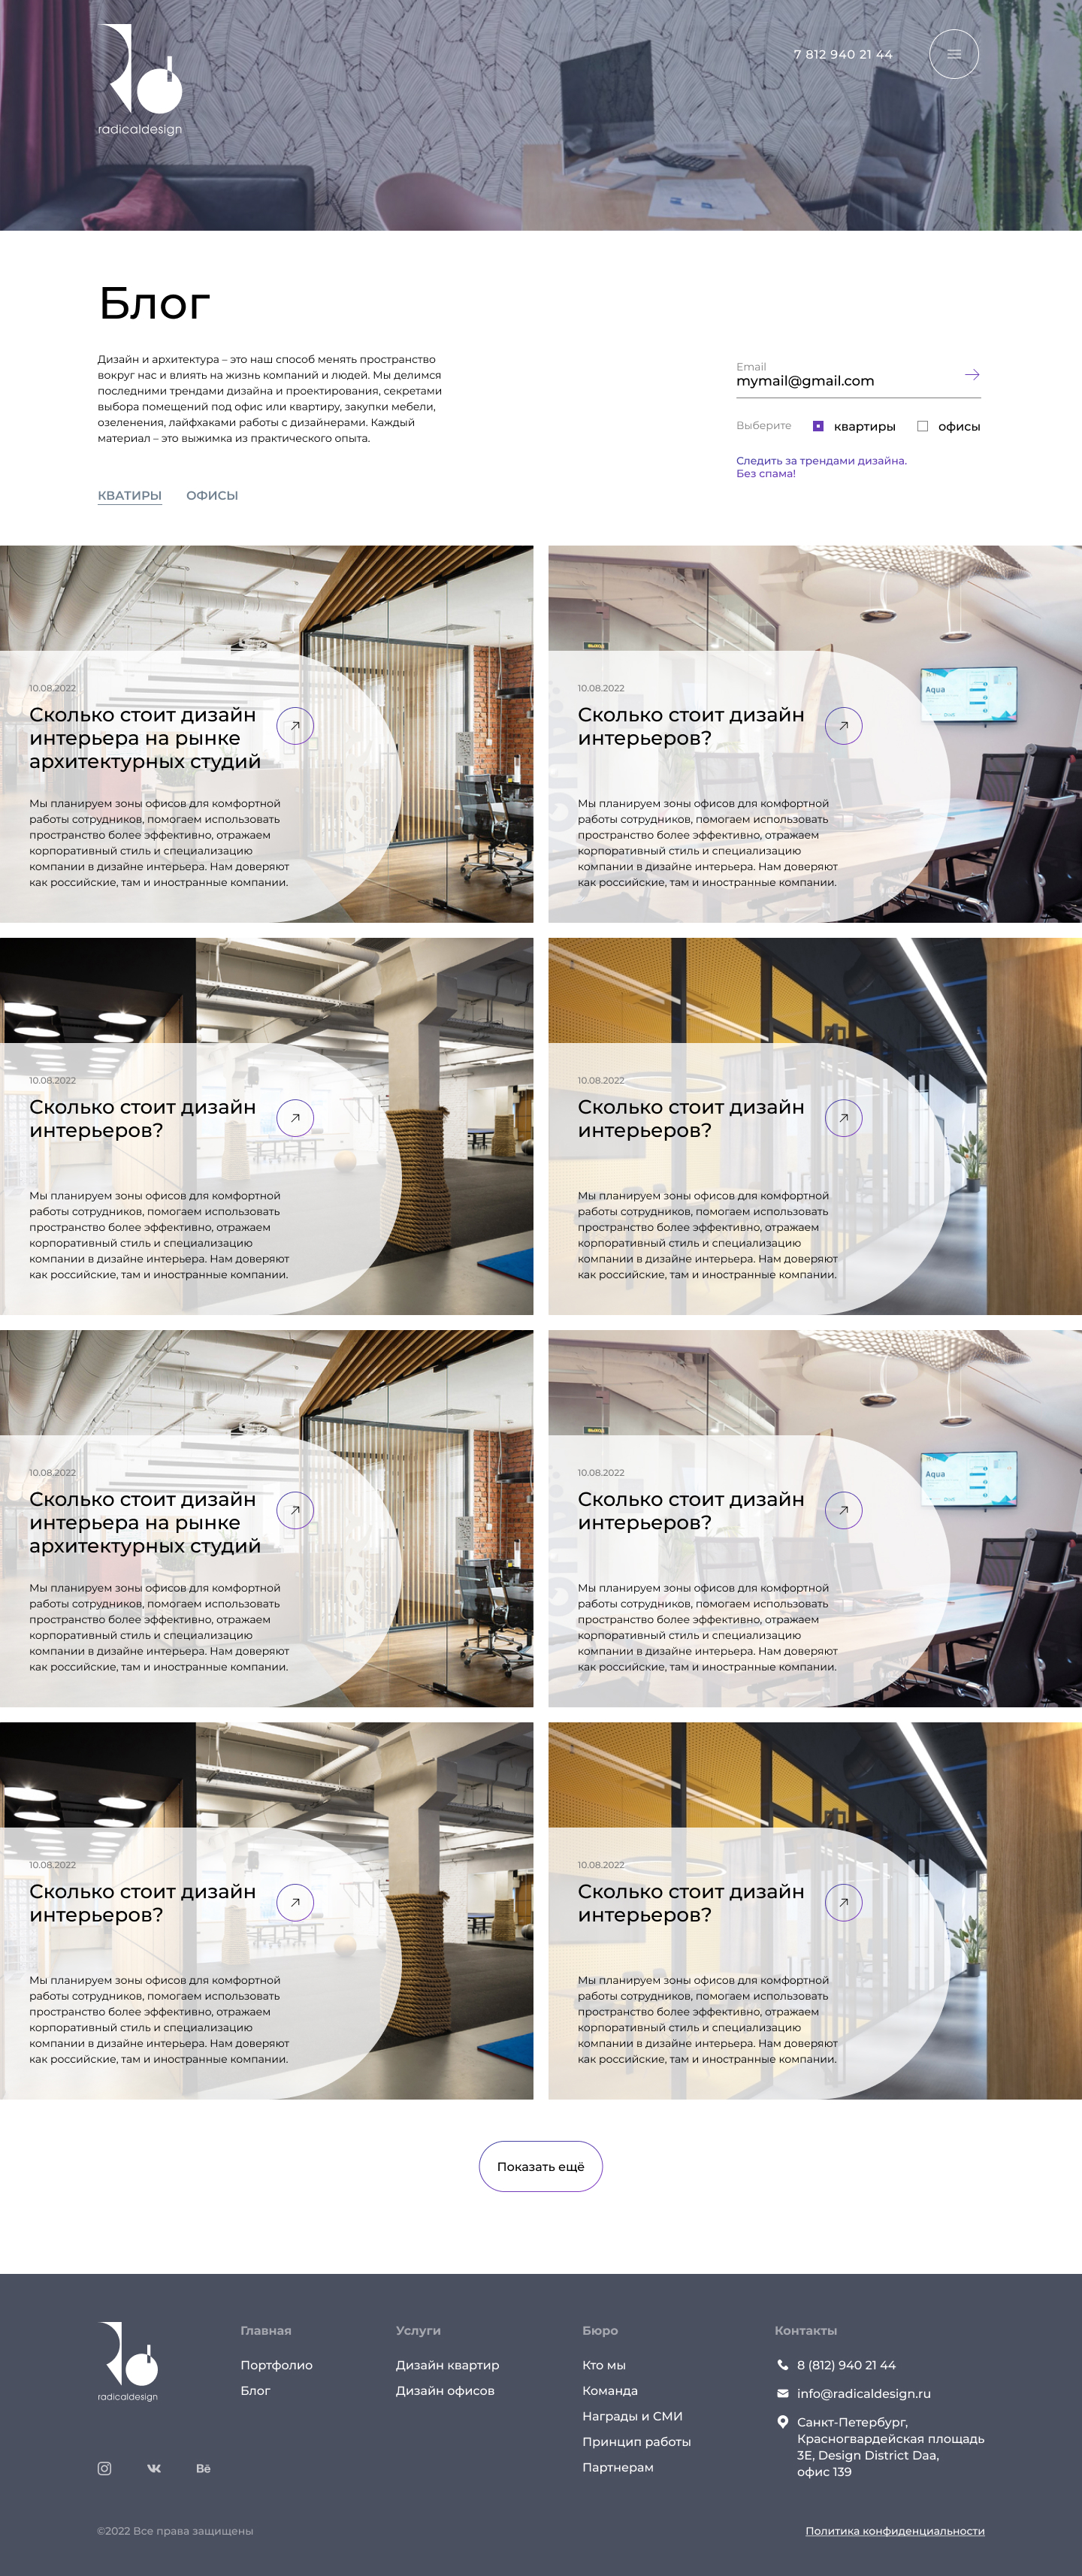 radicaldesign
7 812 940 21 44
Блог
Дизайн и архитектура – это наш способ менять пространство
вокруг нас и влиять на жизнь компаний и людей. Мы делимся
последними трендами дизайна и проектирования, секретами
выбора помещений под офис или квартиру, закупки мебели,
озеленения, лайфхаками работы с дизайнерами. Каждый
материал – это выжимка из практического опыта.
Email
mymail@gmail.com
Выберите квартиры офисы
Следить за трендами дизайна.
Без спама!
КВАТИРЫ ОФИСЫ
10.08.2022
Сколько стоит дизайн
интерьера на рынке
архитектурных студий
Мы планируем зоны офисов для комфортной
работы сотрудников, помогаем использовать
пространство более эффективно, отражаем
корпоративный стиль и специализацию
компании в дизайне интерьера. Нам доверяют
как российские, там и иностранные компании.
Aqua
10.08.2022
Сколько стоит дизайн
интерьеров?
Мы планируем зоны офисов для комфортной
работы сотрудников, помогаем использовать
пространство более эффективно, отражаем
корпоративный стиль и специализацию
компании в дизайне интерьера. Нам доверяют
как российские, там и иностранные компании.
10.08.2022
Сколько стоит дизайн
интерьеров?
Мы планируем зоны офисов для комфортной
работы сотрудников, помогаем использовать
пространство более эффективно, отражаем
корпоративный стиль и специализацию
компании в дизайне интерьера. Нам доверяют
как российские, там и иностранные компании.
10.08.2022
Сколько стоит дизайн
интерьеров?
Мы планируем зоны офисов для комфортной
работы сотрудников, помогаем использовать
пространство более эффективно, отражаем
корпоративный стиль и специализацию
компании в дизайне интерьера. Нам доверяют
как российские, там и иностранные компании.
10.08.2022
Сколько стоит дизайн
интерьера на рынке
архитектурных студий
Мы планируем зоны офисов для комфортной
работы сотрудников, помогаем использовать
пространство более эффективно, отражаем
корпоративный стиль и специализацию
компании в дизайне интерьера. Нам доверяют
как российские, там и иностранные компании.
Aqua
10.08.2022
Сколько стоит дизайн
интерьеров?
Мы планируем зоны офисов для комфортной
работы сотрудников, помогаем использовать
пространство более эффективно, отражаем
корпоративный стиль и специализацию
компании в дизайне интерьера. Нам доверяют
как российские, там и иностранные компании.
10.08.2022
Сколько стоит дизайн
интерьеров?
Мы планируем зоны офисов для комфортной
работы сотрудников, помогаем использовать
пространство более эффективно, отражаем
корпоративный стиль и специализацию
компании в дизайне интерьера. Нам доверяют
как российские, там и иностранные компании.
10.08.2022
Сколько стоит дизайн
интерьеров?
Мы планируем зоны офисов для комфортной
работы сотрудников, помогаем использовать
пространство более эффективно, отражаем
корпоративный стиль и специализацию
компании в дизайне интерьера. Нам доверяют
как российские, там и иностранные компании.
Показать ещё
radicaldesign
Главная
Портфолио
Блог
Услуги
Дизайн квартир
Дизайн офисов
Бюро
Кто мы
Команда
Награды и СМИ
Принцип работы
Партнерам
Контакты
8 (812) 940 21 44
info@radicaldesign.ru
Санкт-Петербург,
Красногвардейская площадь
3Е, Design District Daa,
офис 139
©2022 Все права защищены
Политика конфиденциальности